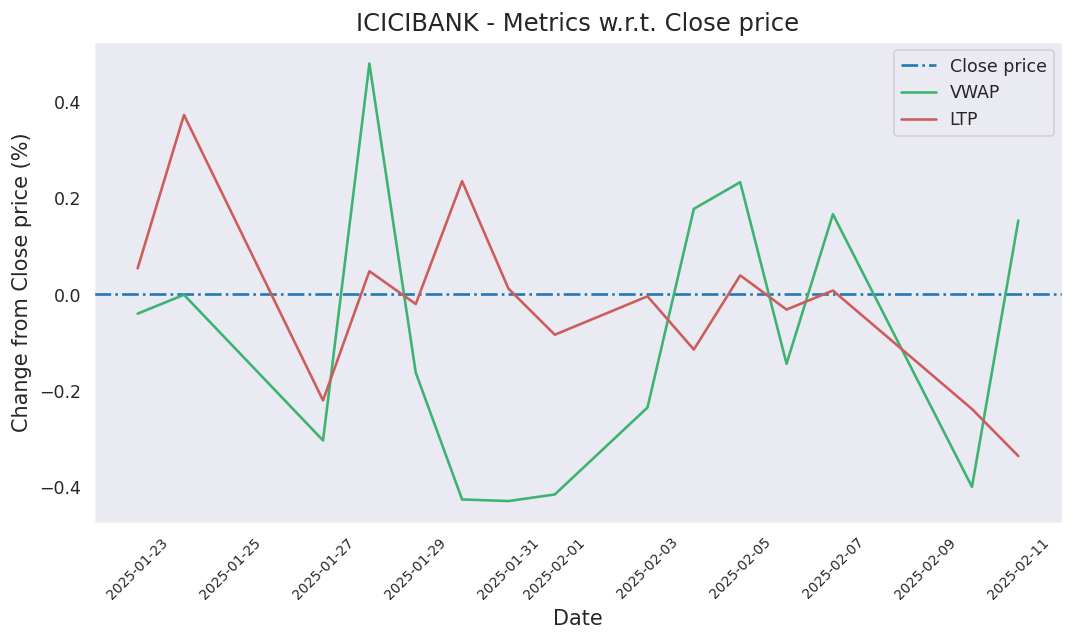 ICICIBANK - Metrics w.r.t. Close price
Close price
VWAP
LTP
Change from Close price (%)
0.4
0.2
0.0
−0.2
−0.4
2025-01-23
2025-01-25
2025-01-27
2025-01-29
2025-01-31
2025-02-01
2025-02-03
2025-02-05
2025-02-07
2025-02-09
2025-02-11
Date